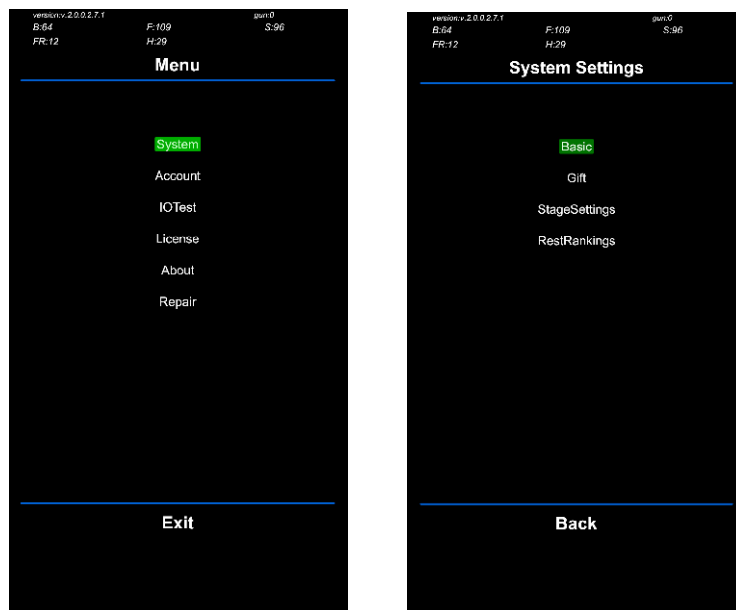 version:v.2.0.0.2.7.1 gun:0
B:64 F:109 S:96
FR:12 H:29
Menu
System
Account
IOTest
License
About
Repair
Exit
version:v.2.0.0.2.7.1 gun:0
B:64 F:109 S:96
FR:12 H:29
System Settings
Basic
Gift
StageSettings
RestRankings
Back